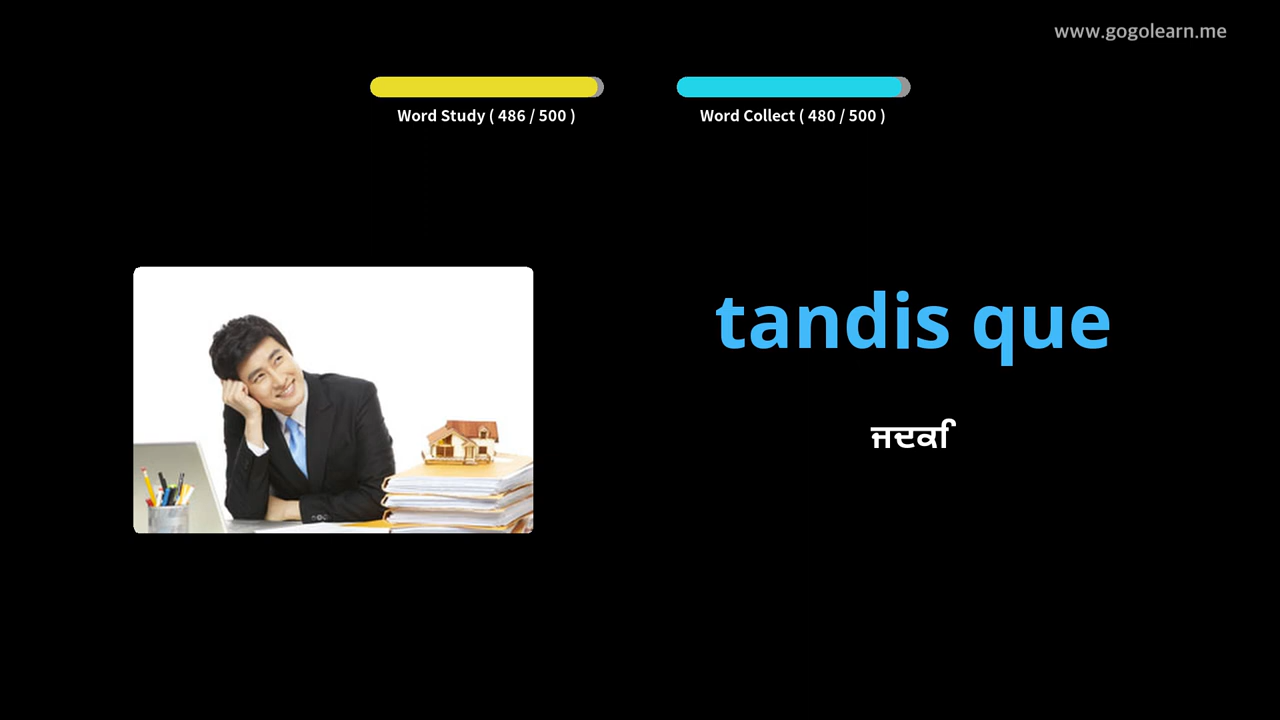 www.gogolearn.me
Word Study ( 486 / 500 )
Word Collect ( 480 / 500 )
tandis que
ਜਦਕਿ